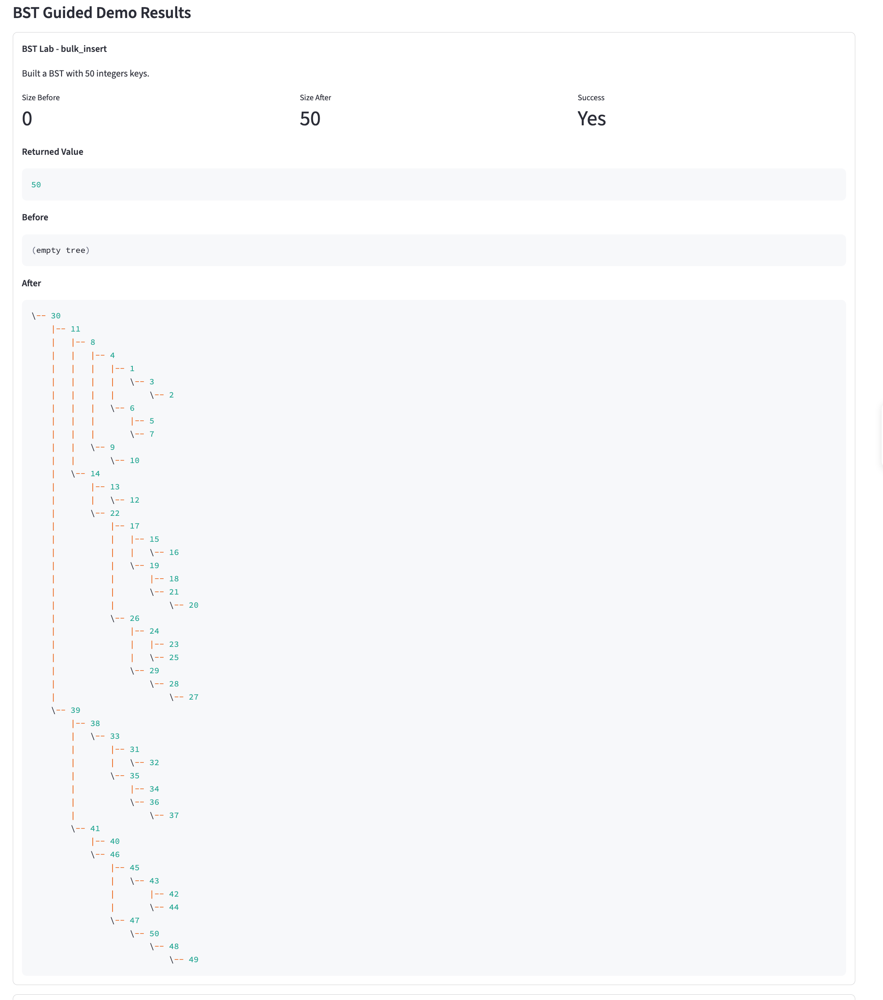 BST Guided Demo Results
BST Lab - bulk_insert
Built a BST with 50 integers keys.
Size Before
Size After
Success
0
50
Yes
Returned Value
50
Before
(empty tree)
After
\-- 30
    |-- 11
    |   |-- 8
    |   |   |-- 4
    |   |   |   |-- 1
    |   |   |   |   \-- 3
    |   |   |   |       \-- 2
    |   |   |   \-- 6
    |   |   |       |-- 5
    |   |   |       \-- 7
    |   |   \-- 9
    |   |       \-- 10
    |   \-- 14
    |       |-- 13
    |       |   \-- 12
    |       \-- 22
    |           |-- 17
    |           |   |-- 15
    |           |   |   \-- 16
    |           |   \-- 19
    |           |       |-- 18
    |           |       \-- 21
    |           |           \-- 20
    |           \-- 26
    |               |-- 24
    |               |   |-- 23
    |               |   \-- 25
    |               \-- 29
    |                   \-- 28
    |                       \-- 27
    \-- 39
        |-- 38
        |   \-- 33
        |       |-- 31
        |       |   \-- 32
        |       \-- 35
        |           |-- 34
        |           \-- 36
        |               \-- 37
        \-- 41
            |-- 40
            \-- 46
                |-- 45
                |   \-- 43
                |       |-- 42
                |       \-- 44
                \-- 47
                    \-- 50
                        \-- 48
                            \-- 49